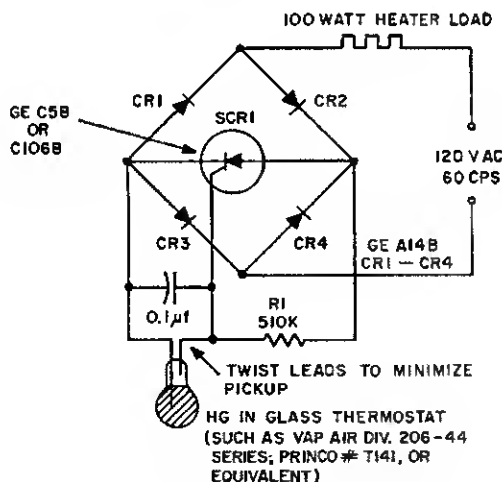 100 WATT HEATER LOAD
CR1
CR2
GE C5B
OR
C106B
SCR1
120 VAC
60 CPS
CR3
CR4
GE A14B
CR1 — CR4
0.1µf
R1
510K
TWIST LEADS TO MINIMIZE
PICKUP
HG IN GLASS THERMOSTAT
(SUCH AS VAP AIR DIV. 206-44
SERIES; PRINCO # T141, OR
EQUIVALENT)